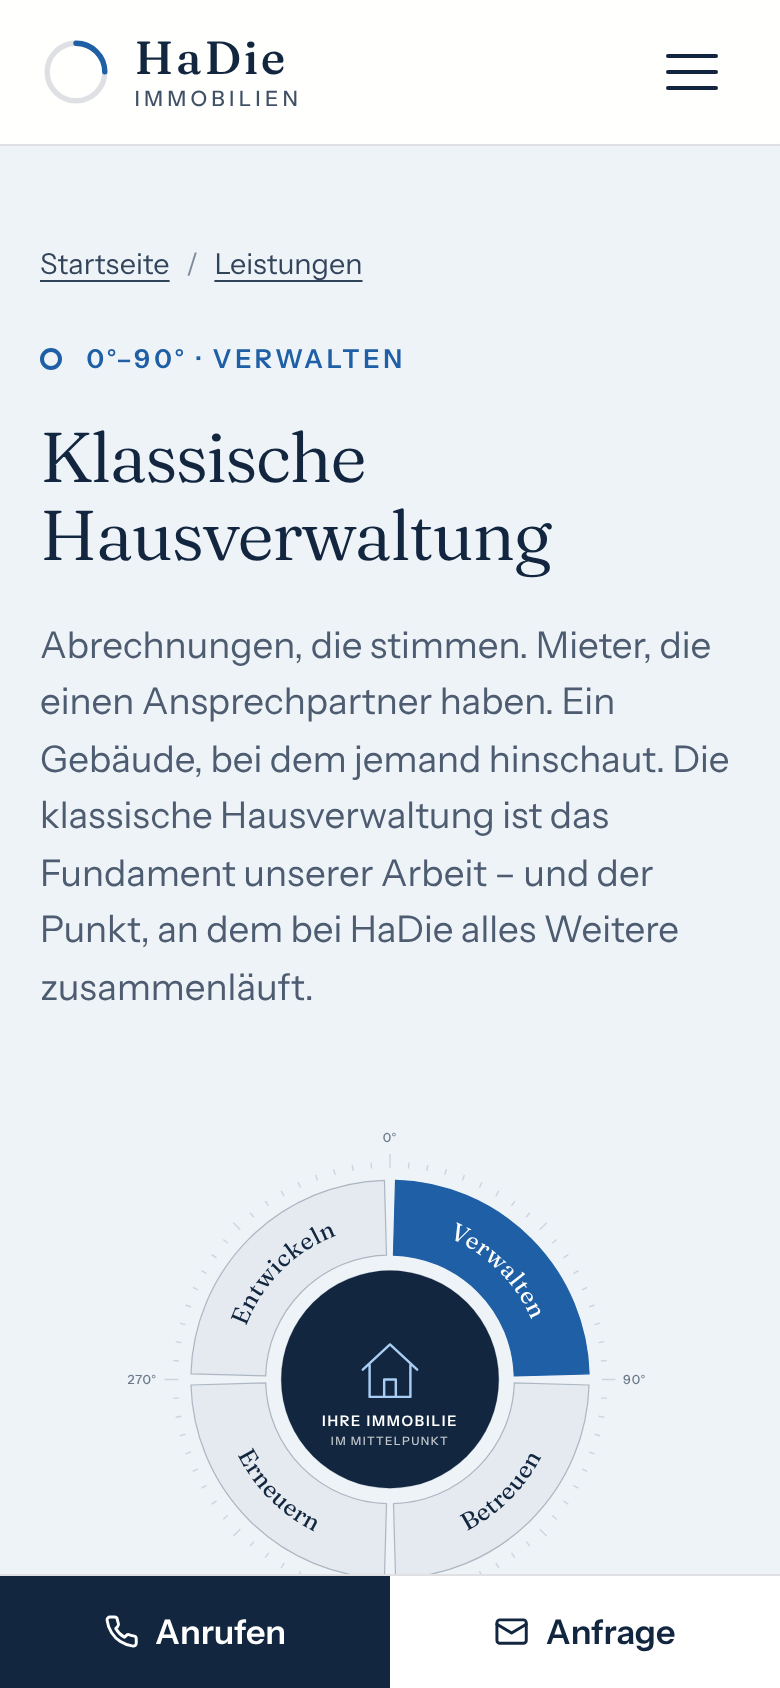 HaDie
IMMOBILIEN
Startseite / Leistungen
0°–90° · VERWALTEN
Klassische
Hausverwaltung
Abrechnungen, die stimmen. Mieter, die
einen Ansprechpartner haben. Ein
Gebäude, bei dem jemand hinschaut. Die
klassische Hausverwaltung ist das
Fundament unserer Arbeit – und der
Punkt, an dem bei HaDie alles Weitere
zusammenläuft.
0°
Entwickeln
Verwalten
270°
90°
IHRE IMMOBILIE
IM MITTELPUNKT
Erneuern
Betreuen
Anrufen
Anfrage